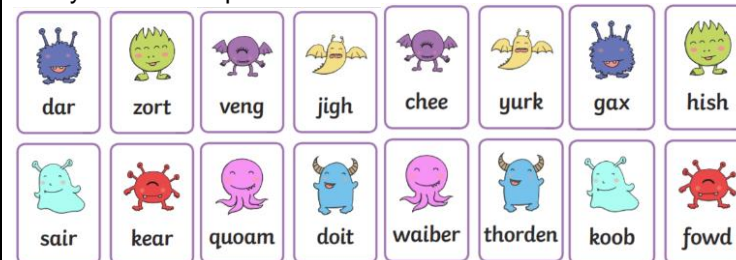 dar zort veng jigh chee yurk gax hish
sair kear quoam doit waiber thorden koob fowd